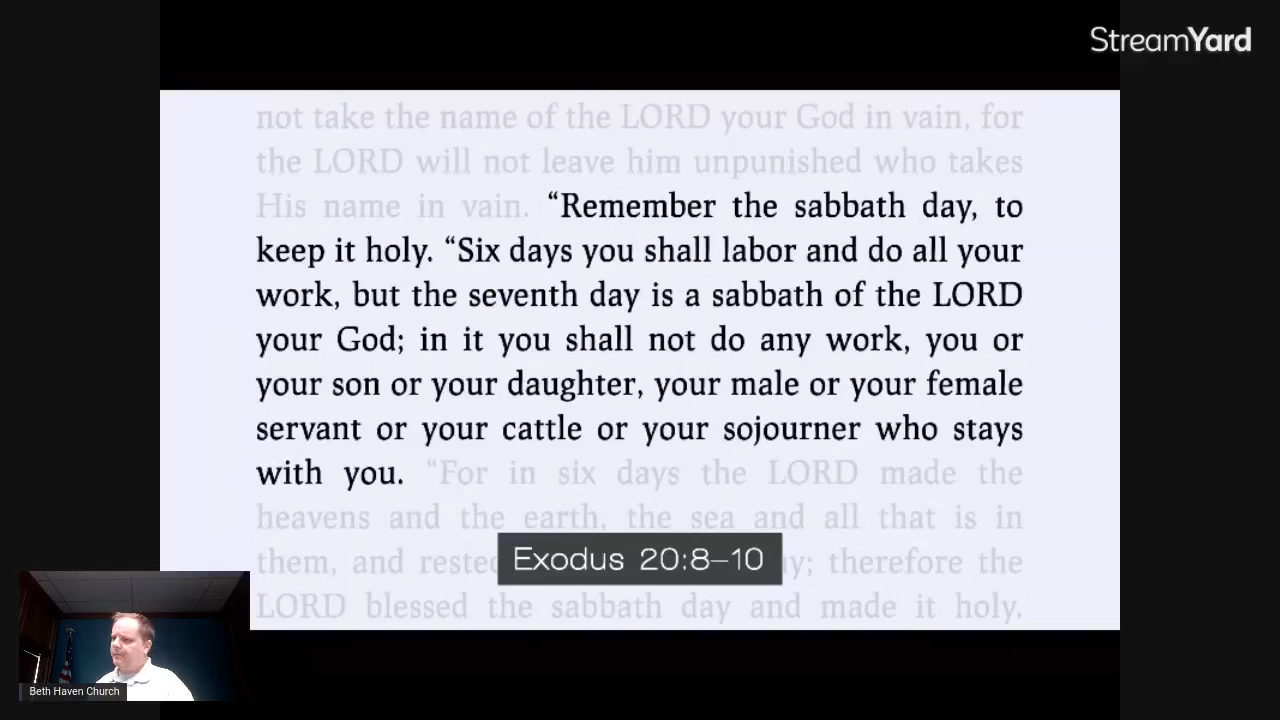 StreamYard
not take the name of the LORD your God in vain, for
the LORD will not leave him unpunished who takes
His name in vain. “Remember the sabbath day, to
keep it holy. “Six days you shall labor and do all your
work, but the seventh day is a sabbath of the LORD
your God; in it you shall not do any work, you or
your son or your daughter, your male or your female
servant or your cattle or your sojourner who stays
with you. “For in six days the LORD made the
heavens and the earth, the sea and all that is in
them, and rested therefore the
Exodus 20:8–10
LORD blessed the sabbath day and made it holy.
Beth Haven Church